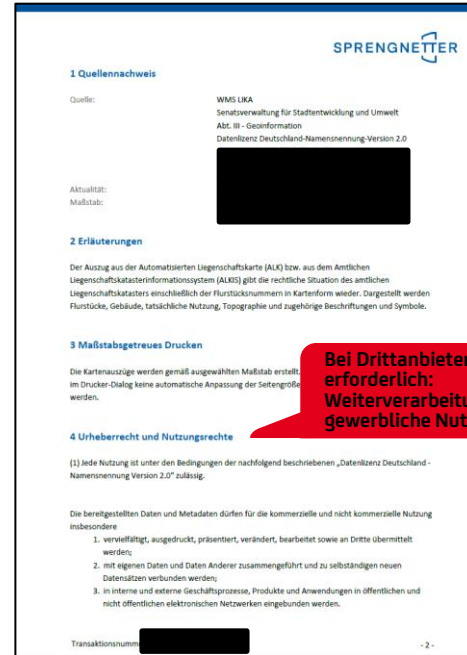 SPRENGNETTER
1 Quellennachweis
Quelle:
WMS LIKA
Senatsverwaltung für Stadtentwicklung und Umwelt
Abt. III - Geoinformation
Datenlizenz Deutschland-Namensnennung-Version 2.0
Aktualität:
Maßstab:
2 Erläuterungen
Der Auszug aus der Automatisierten Liegenschaftskarte (ALK) bzw. aus dem Amtlichen
Liegenschaftskatasterinformationssystem (ALKIS) gibt die rechtliche Situation des amtlichen
Liegenschaftskatasters einschließlich der Flurstücksnummern in Kartenform wieder. Dargestellt werden
Flurstücke, Gebäude, tatsächliche Nutzung, Topographie und zugehörige Beschriftungen und Symbole.
3 Maßstabsgetreues Drucken
Die Kartenauszüge werden gemäß ausgewählten Maßstab erstellt.
im Drucker-Dialog keine automatische Anpassung der Seitengröße
werden.
Bei Drittanbieter
erforderlich:
Weiterverarbeitu
gewerbliche Nut
4 Urheberrecht und Nutzungsrechte
(1) Jede Nutzung ist unter den Bedingungen der nachfolgend beschriebenen „Datenlizenz Deutschland -
Namensnennung Version 2.0" zulässig.
Die bereitgestellten Daten und Metadaten dürfen für die kommerzielle und nicht kommerzielle Nutzung
insbesondere
1. vervielfältigt, ausgedruckt, präsentiert, verändert, bearbeitet sowie an Dritte übermittelt
werden;
2. mit eigenen Daten und Daten Anderer zusammengeführt und zu selbständigen neuen
Datensätzen verbunden werden;
3. in interne und externe Geschäftsprozesse, Produkte und Anwendungen in öffentlichen und
nicht öffentlichen elektronischen Netzwerken eingebunden werden.
Transaktionsnumm
- 2 -